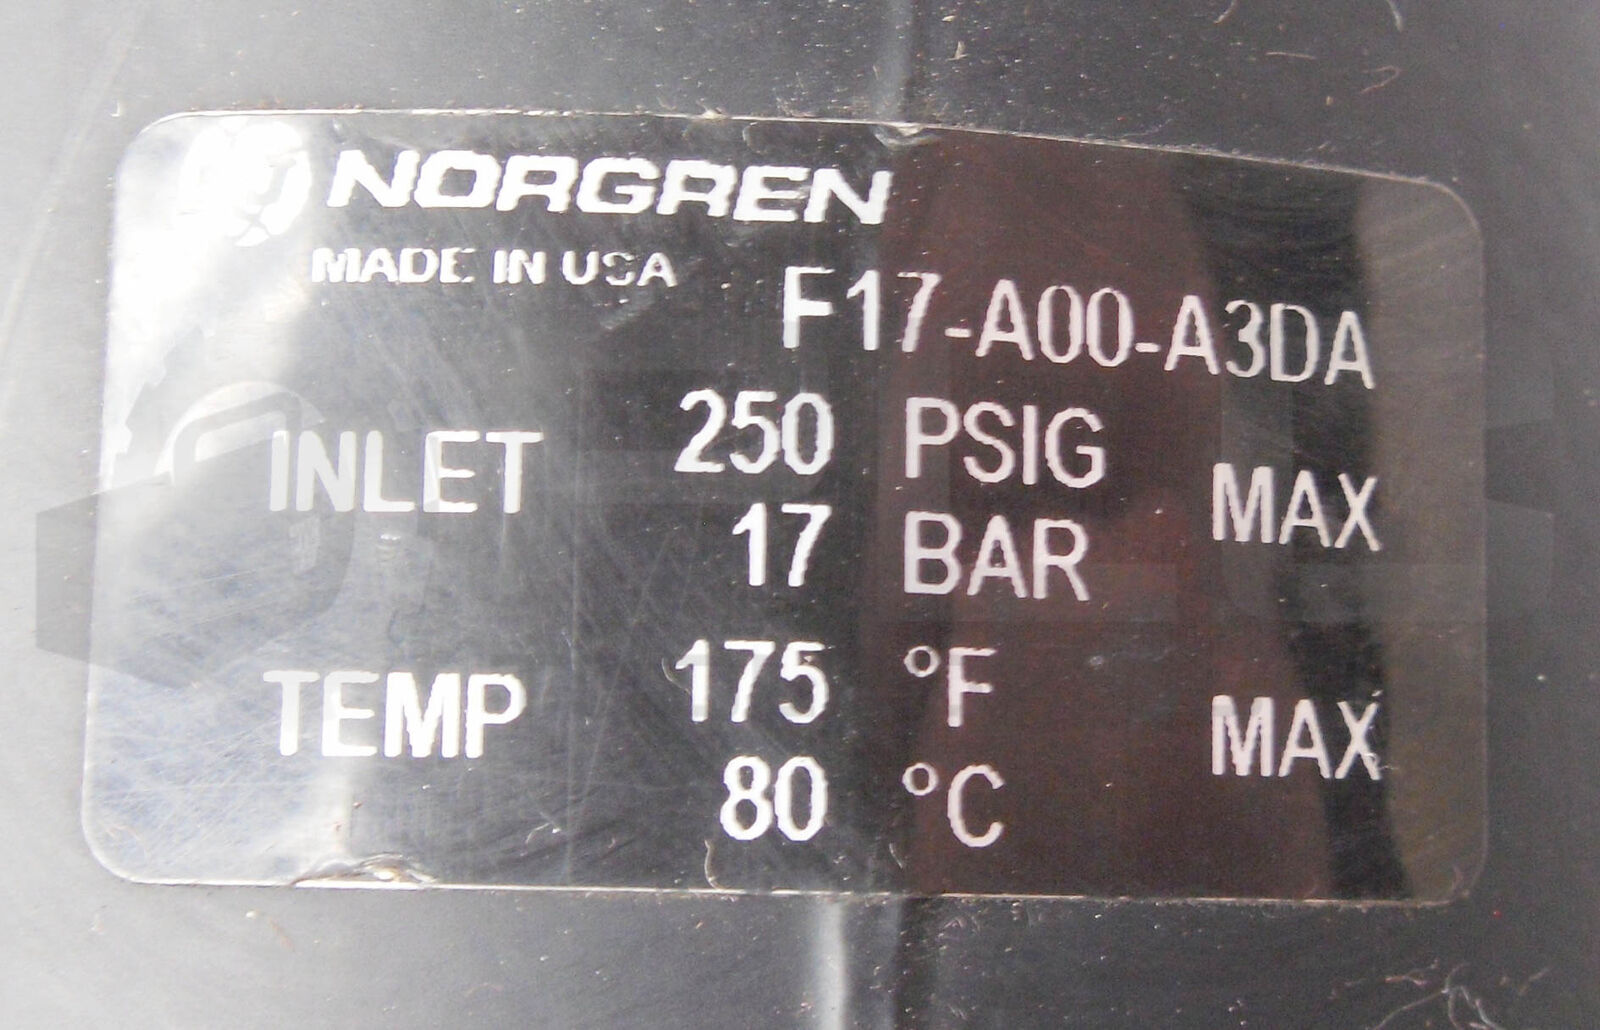 NORGREN
MADE IN USA
F17-A00-A3DA
INLET 250 PSIG MAX
17 BAR
TEMP 175 °F MAX
80 °C